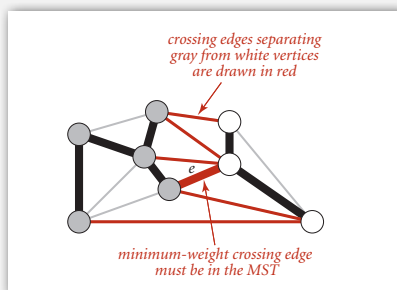 crossing edges separating
gray from white vertices
are drawn in red
e
minimum-weight crossing edge
must be in the MST